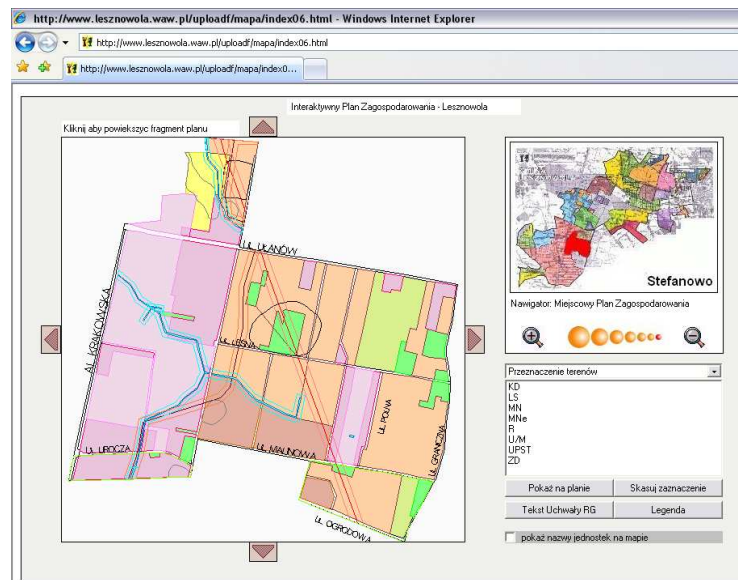 http://www.lesznowola.waw.pl/uploadf/mapa/index06.html - Windows Internet Explorer
http://www.lesznowola.waw.pl/uploadf/mapa/index06.html
http://www.lesznowola.waw.pl/uploadf/mapa/index0...
Interaktywny Plan Zagospodarowania - Lesznowola
Kliknij aby powiekszyc fragment planu
UL. UŁANÓW
AL. KRAKOWSKA
UL. LEŚNA
UL. POLNA
UL. GRANICZNA
UL. UROCZA
UL. MALINOWA
UL. OGRODOWA
Stefanowo
Nawigator: Miejscowy Plan Zagospodarowania
Przeznaczenie terenów
KD
LS
MN
MNe
R
U/M
UPST
ZD
Pokaż na planie
Skasuj zaznaczenie
Tekst Uchwały RG
Legenda
pokaż nazwy jednostek na mapie